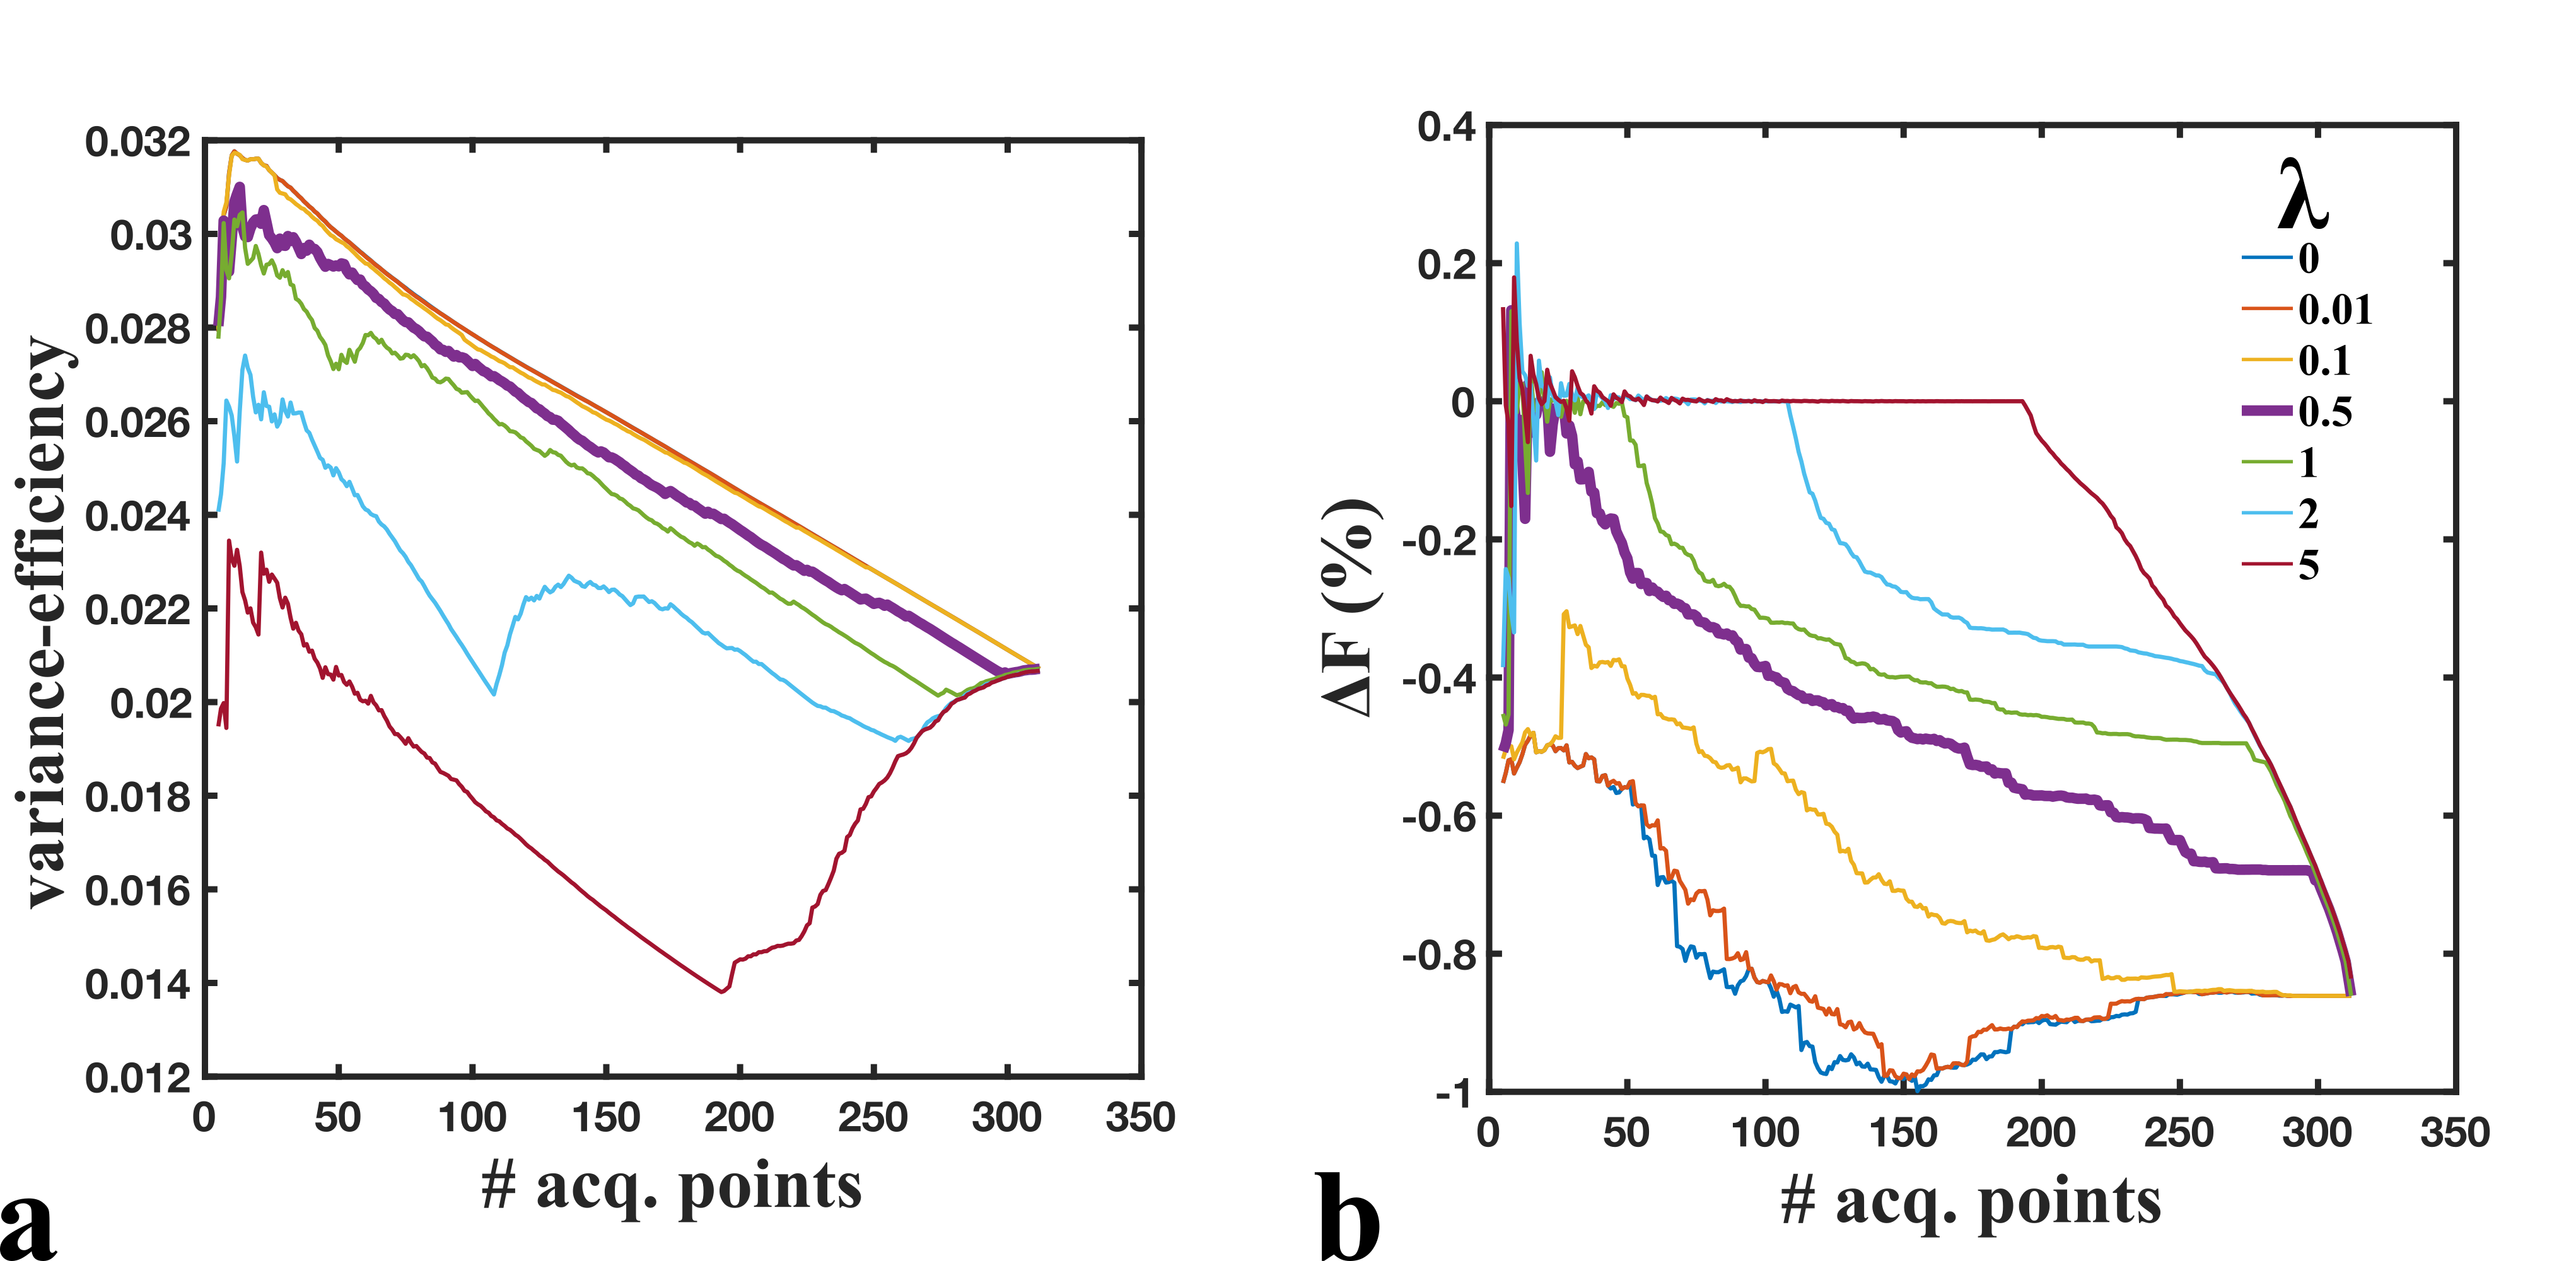 variance-efficiency
0.032
0.03
0.028
0.026
0.024
0.022
0.02
0.018
0.016
0.014
0.012
0 50 100 150 200 250 300 350
# acq. points
a
ΔF (%)
0.4
0.2
0
-0.2
-0.4
-0.6
-0.8
-1
0 50 100 150 200 250 300 350
# acq. points
λ
0
0.01
0.1
0.5
1
2
5
b